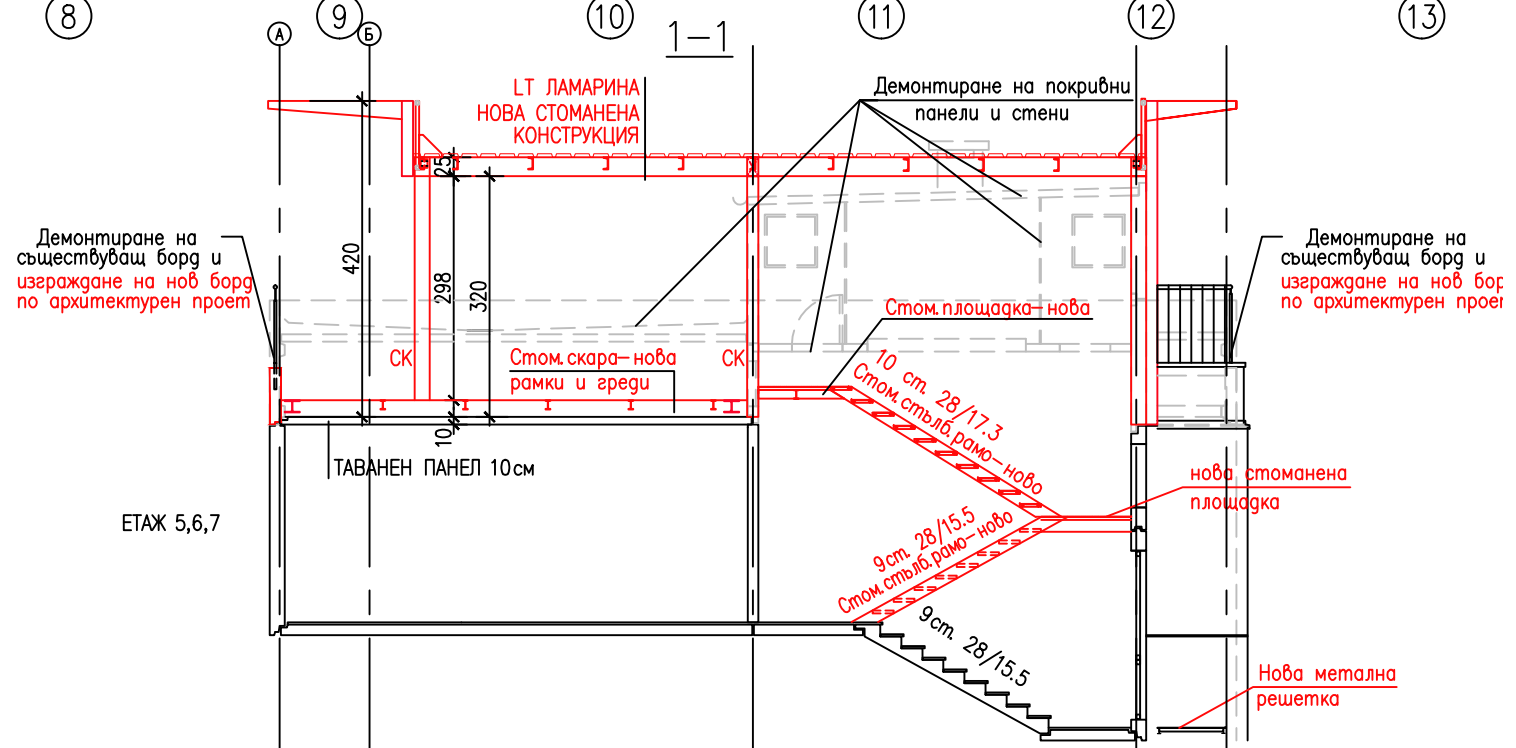 8
9
10
11
12
13
А
Б
1–1
LT ЛАМАРИНА
НОВА СТОМАНЕНА
КОНСТРУКЦИЯ
Демонтиране на покривни
панели и стени
25
420
298
320
10
Демонтиране на
съществуващ борд и
изграждане на нов борд
по архитектурен проет
Демонтиране на
съществуващ борд и
изграждане на нов бор
по архитектурен проет
Стом.площадка–нова
СК
Стом.скара–нова
рамки и греди
СК
10 ст. 28/17.3
Стом.стълб.рамо–ново
ТАВАНЕН ПАНЕЛ 10см
нова стоманена
площадка
ЕТАЖ 5,6,7
9ст. 28/15.5
Стом.стълб.рамо–ново
9ст. 28/15.5
Нова метална
решетка